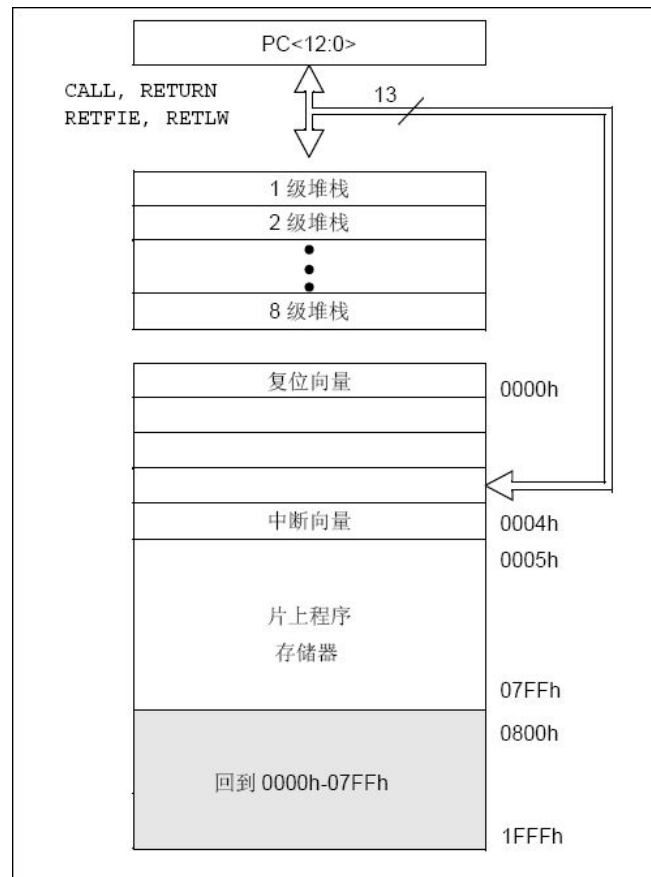 PC<12:0>
CALL, RETURN
RETFIE, RETLW
13
1 级堆栈
2 级堆栈
8 级堆栈
复位向量
0000h
中断向量
0004h
0005h
片上程序
存储器
07FFh
0800h
回到 0000h-07FFh
1FFFh